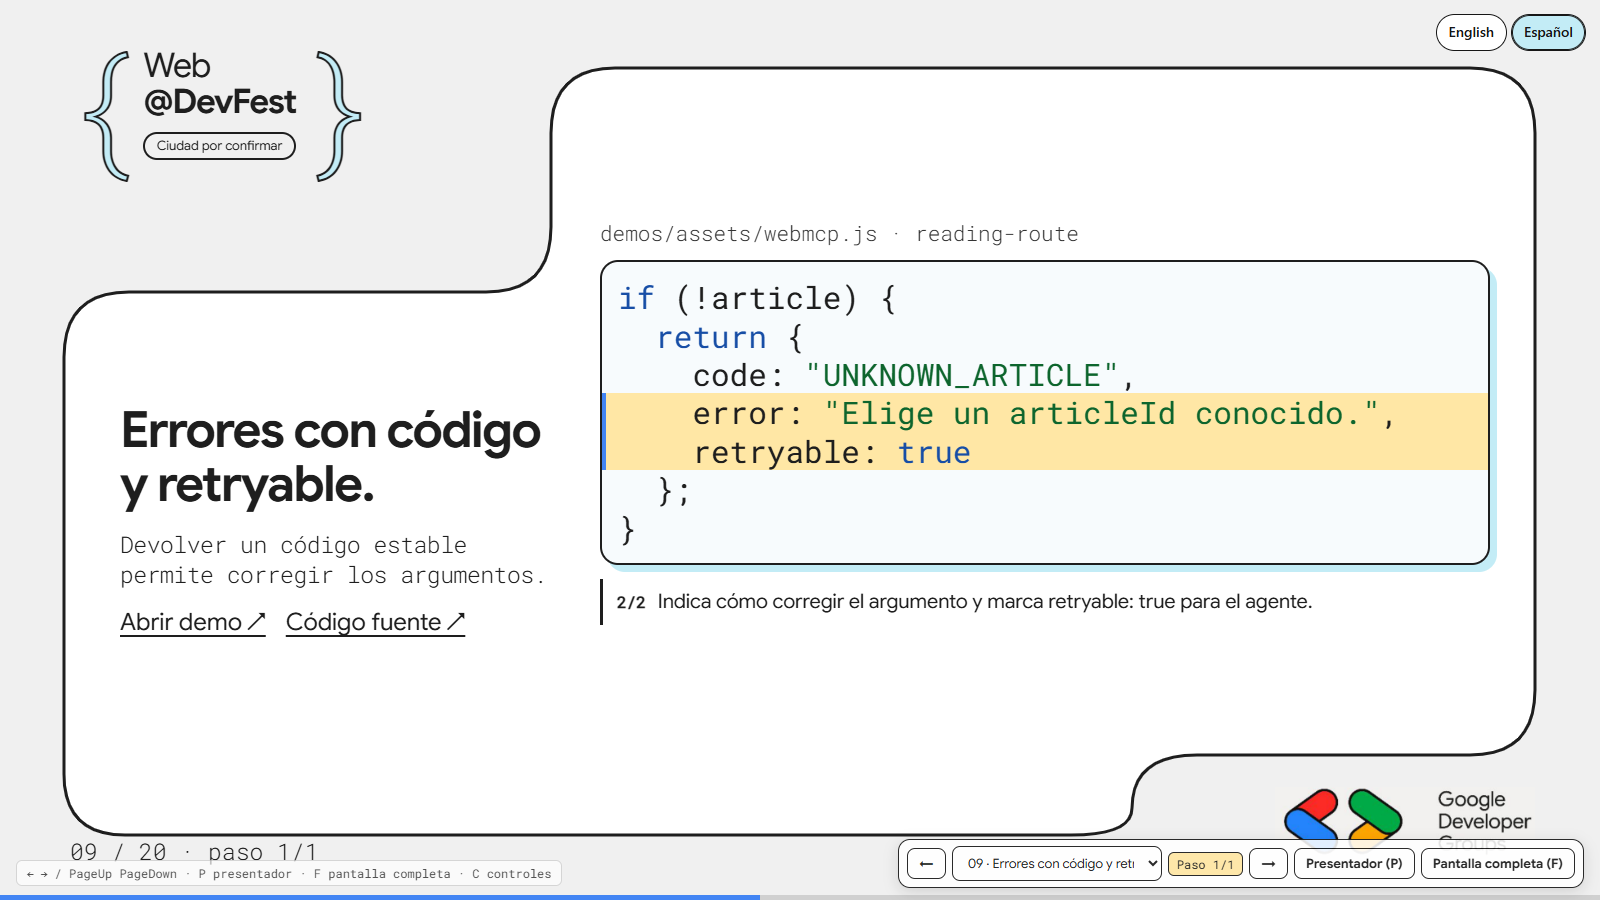 English
Español
Web
@DevFest
Ciudad por confirmar
Errores con código
y retryable.
Devolver un código estable
permite corregir los argumentos.
Abrir demo ↗ Código fuente ↗
demos/assets/webmcp.js · reading-route
if (!article) {
  return {
    code: "UNKNOWN_ARTICLE",
    error: "Elige un articleId conocido.",
    retryable: true
  };
}
2/2 Indica cómo corregir el argumento y marca retryable: true para el agente.
Google
Developer
Groups
09 / 20 · paso 1/1
← → / PageUp PageDown · P presentador · F pantalla completa · C controles
← 09 · Errores con código y retr Paso 1/1 → Presentador (P) Pantalla completa (F)